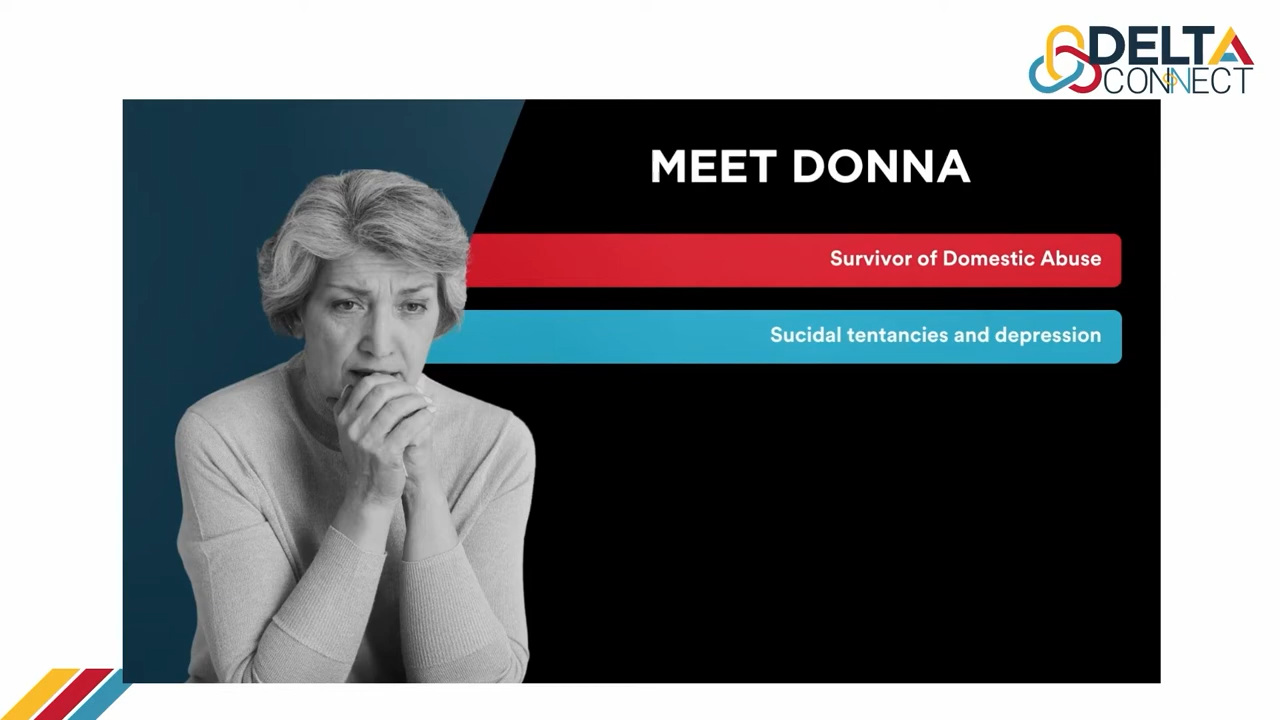 DELTA
CONNECT
MEET DONNA
Survivor of Domestic Abuse
Sucidal tentancies and depression